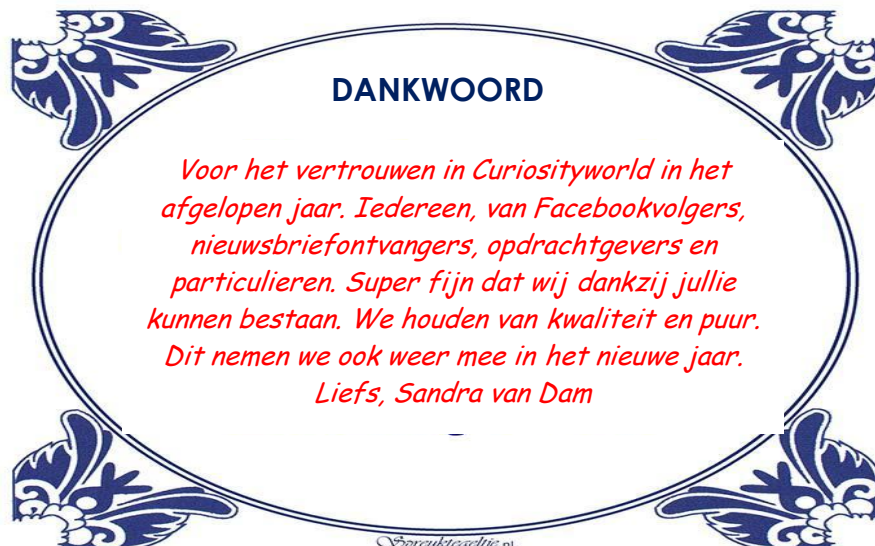 DANKWOORD
Voor het vertrouwen in Curiosityworld in het
afgelopen jaar. Iedereen, van Facebookvolgers,
nieuwsbriefontvangers, opdrachtgevers en
particulieren. Super fijn dat wij dankzij jullie
kunnen bestaan. We houden van kwaliteit en puur.
Dit nemen we ook weer mee in het nieuwe jaar.
Liefs, Sandra van Dam
Spreuktegeltje.nl